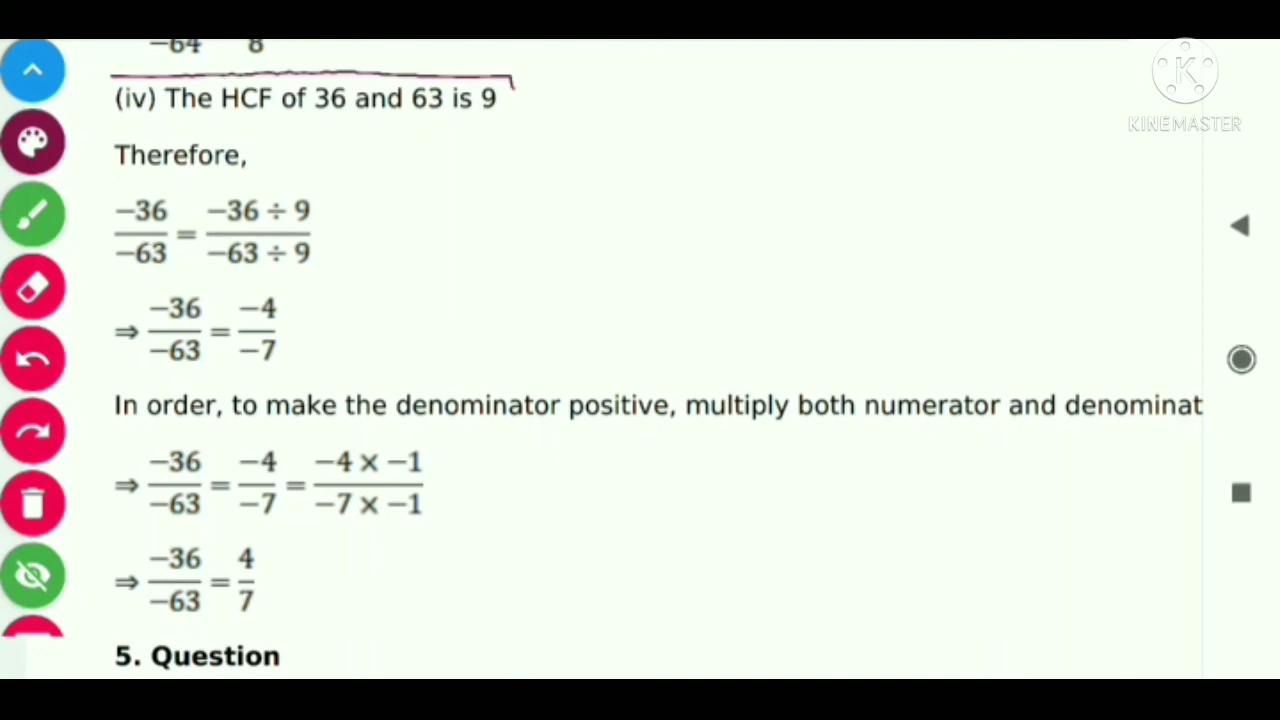 −64 8
(iv) The HCF of 36 and 63 is 9
KINEMASTER
Therefore,
−36/−63 = −36 ÷ 9/−63 ÷ 9
⇒ −36/−63 = −4/−7
In order, to make the denominator positive, multiply both numerator and denominat
⇒ −36/−63 = −4/−7 = −4 × −1/−7 × −1
⇒ −36/−63 = 4/7
5. Question